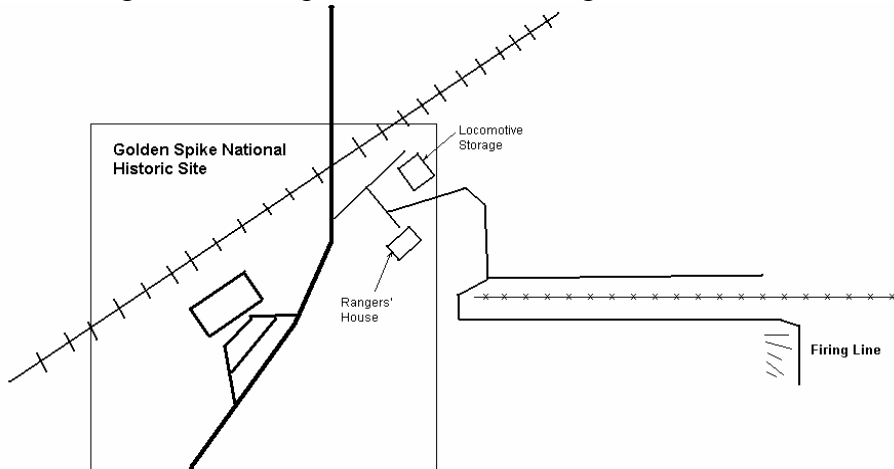 Golden Spike National
Historic Site
Locomotive
Storage
Rangers'
House
Firing Line